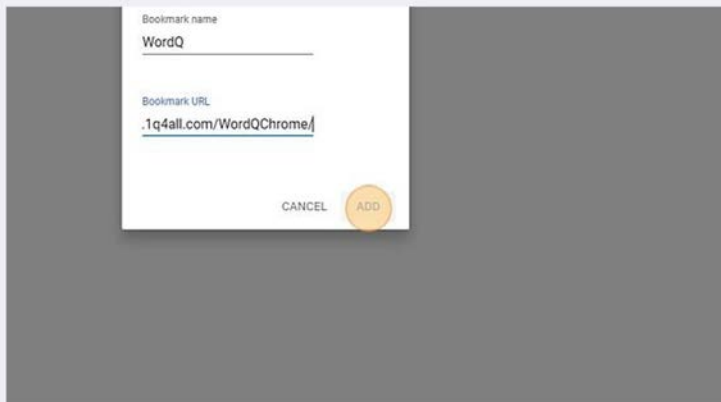 Bookmark name
WordQ
Bookmark URL
.1q4all.com/WordQChrome/
CANCEL ADD